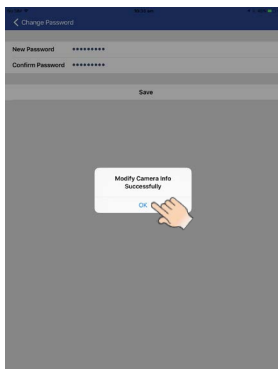 Change Password
New Password •••••••••
Confirm Password •••••••••
Save
Modify Camera Info
Successfully
OK